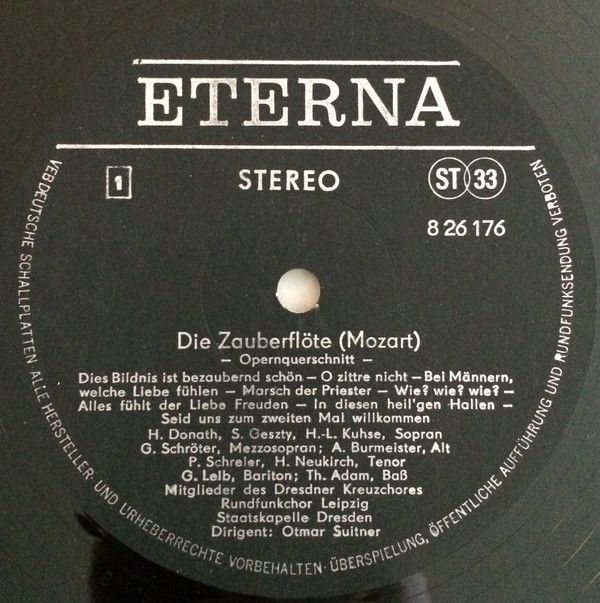 ETERNA
1
STEREO
ST 33
8 26 176
Die Zauberflöte (Mozart)
– Opernquerschnitt –
Dies Bildnis ist bezaubernd schön – O zittre nicht – Bei Männern,
welche Liebe fühlen – Marsch der Priester – Wie? wie? wie? –
Alles fühlt der Liebe Freuden – In diesen heil'gen Hallen –
Seid uns zum zweiten Mal willkommen
H. Donath, S. Geszty, H.-L. Kuhse, Sopran
G. Schröter, Mezzosopran; A. Burmeister, Alt
P. Schreier, H. Neukirch, Tenor
G. Leib, Bariton; Th. Adam, Baß
Mitglieder des Dresdner Kreuzchores
Rundfunkchor Leipzig
Staatskapelle Dresden
Dirigent: Otmar Suitner
VEB DEUTSCHE SCHALLPLATTEN ALLE HERSTELLER- UND URHEBERRECHTE VORBEHALTEN · ÜBERSPIELUNG, ÖFFENTLICHE AUFFÜHRUNG UND RUNDFUNKSENDUNG VERBOTEN